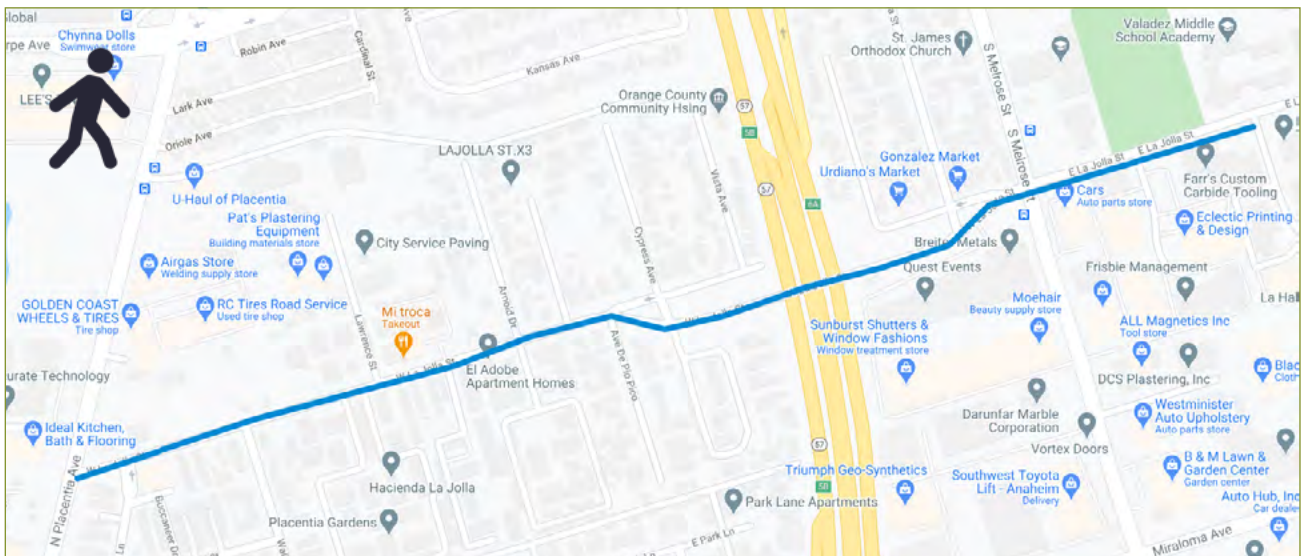 Global
rpe Ave
Chynna Dolls
Swimwear store
LEE'S
Robin Ave
Lark Ave
Oriole Ave
Cardinal St
Kansas Ave
Orange County
Community Hsing
57
5B
St. James
Orthodox Church
S Melrose St
S Melrose St
Valadez Middle
School Academy
E La Jolla St
E La Jolla St
E L
LAJOLLA ST.X3
U-Haul of Placentia
Pat's Plastering
Equipment
Building materials store
City Service Paving
Airgas Store
Welding supply store
GOLDEN COAST
WHEELS & TIRES
Tire shop
RC Tires Road Service
Used tire shop
Lawrence St
Mi troca
Takeout
Arnold Dr
W La Jolla St
El Adobe
Apartment Homes
Ave De Pio Pico
Cypress Ave
Vista Ave
57
6A
Gonzalez Market
Urdiano's Market
Cars
Auto parts store
Farr's Custom
Carbide Tooling
Eclectic Printing
& Design
Breiter Metals
Quest Events
Frisbie Management
La Hal
Moehair
Beauty supply store
Sunburst Shutters &
Window Fashions
Window treatment store
ALL Magnetics Inc
Tool store
DCS Plastering, Inc
Blac
Cloth
urate Technology
Ideal Kitchen,
Bath & Flooring
N Placentia Ave
Buccaneer Dr
Ln
Hacienda La Jolla
Placentia Gardens
Darunfar Marble
Corporation
Vortex Doors
Westminister
Auto Upholstery
Auto parts store
57
5B
Triumph Geo-Synthetics
Park Lane Apartments
E Park Ln
Southwest Toyota
Lift - Anaheim
Delivery
B & M Lawn &
Garden Center
Garden center
Auto Hub, Inc
Car deale
Miraloma Ave